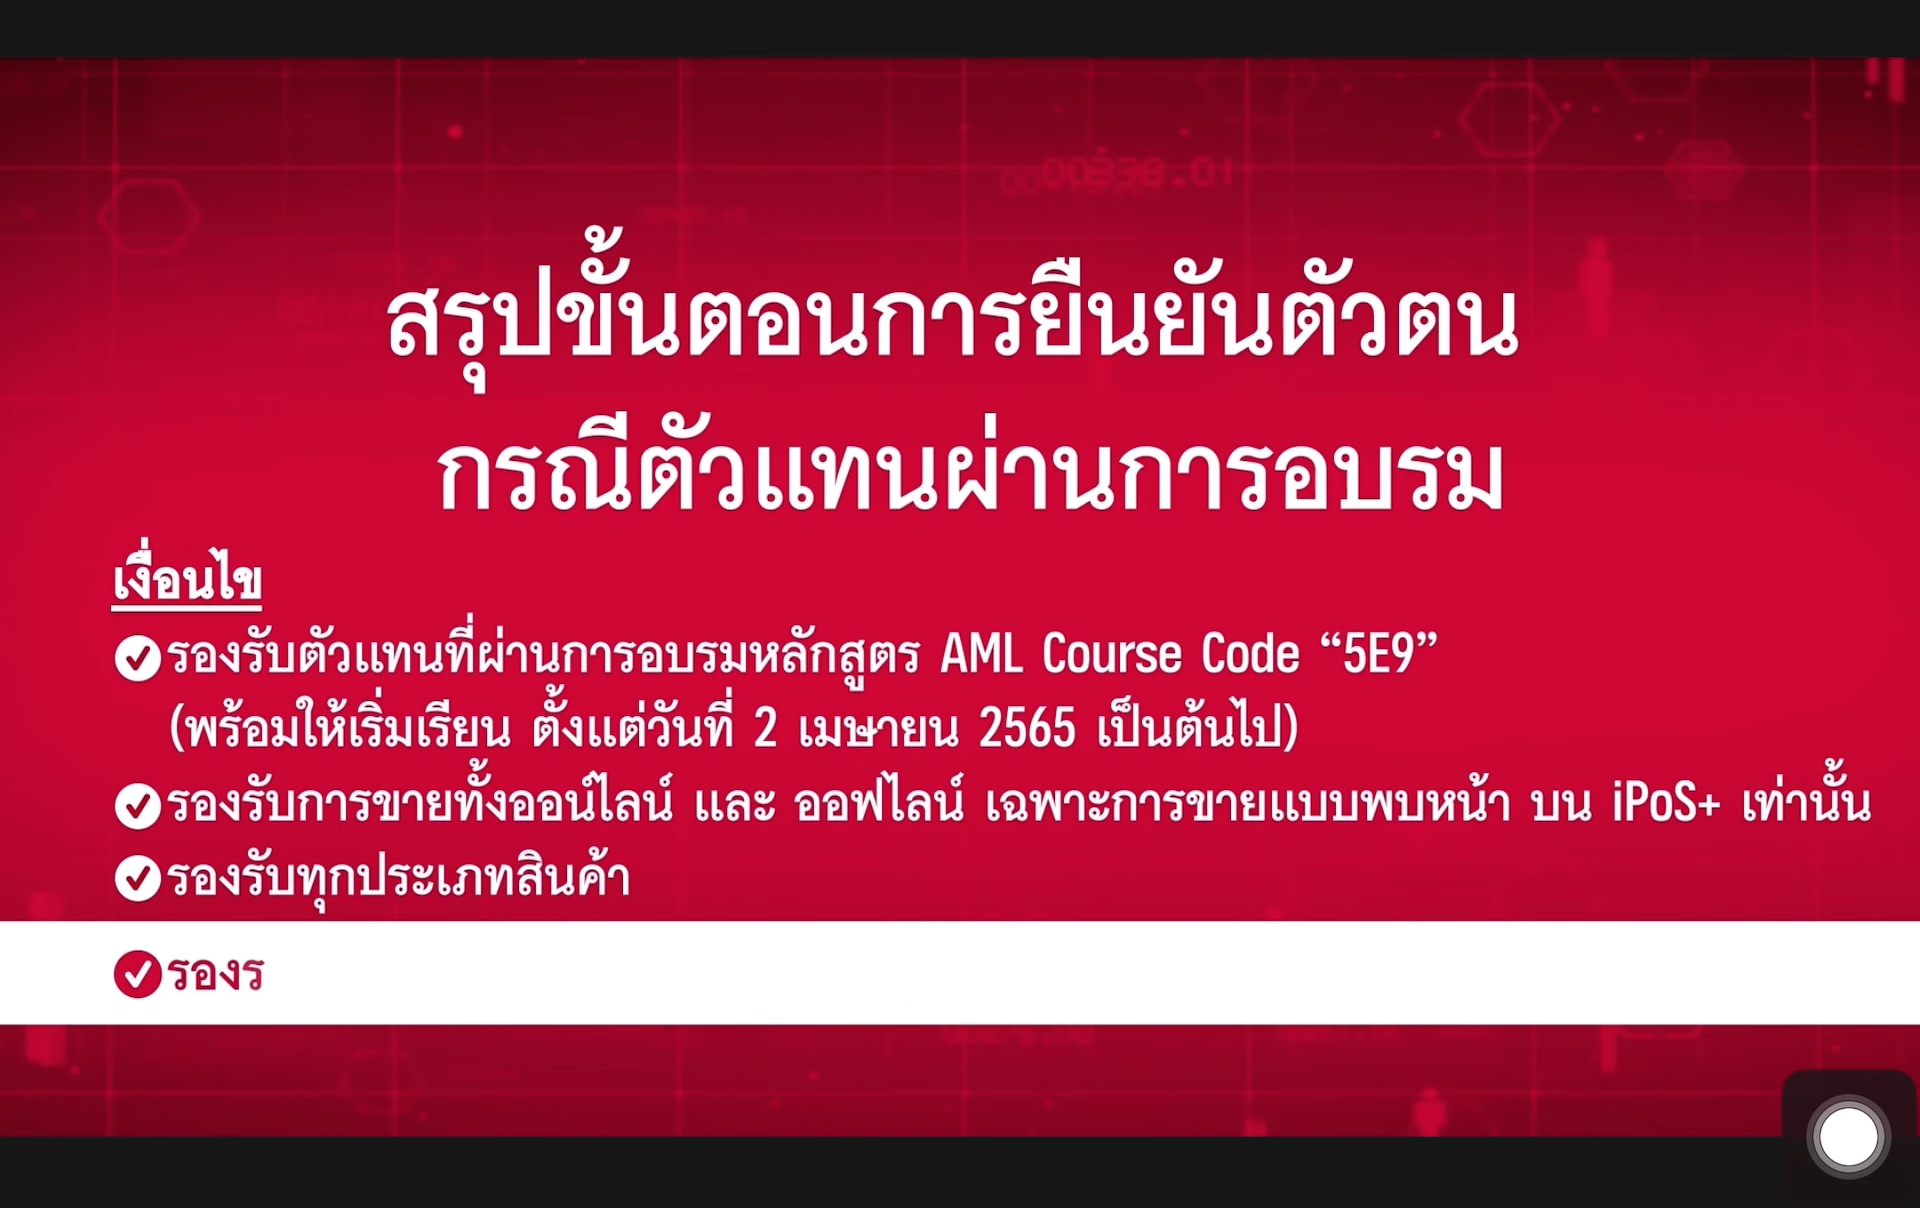 สรุปขั้นตอนการยืนยันตัวตน
กรณีตัวแทนผ่านการอบรม
เงื่อนไข
รองรับตัวแทนที่ผ่านการอบรมหลักสูตร AML Course Code “5E9”
(พร้อมให้เริ่มเรียน ตั้งแต่วันที่ 2 เมษายน 2565 เป็นต้นไป)
รองรับการขายทั้งออน์ไลน์ และ ออฟไลน์ เฉพาะการขายแบบพบหน้า บน iPoS+ เท่านั้น
รองรับทุกประเภทสินค้า
รองร